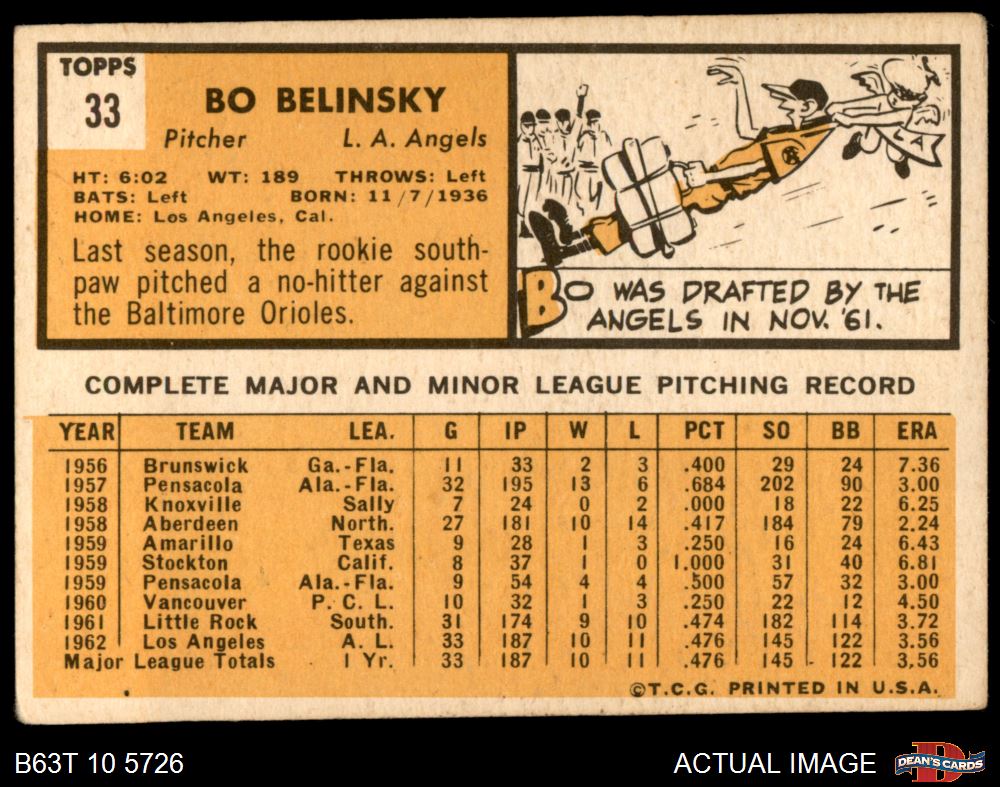 TOPPS
33
BO BELINSKY
Pitcher L. A. Angels
HT: 6:02 WT: 189 THROWS: Left
BATS: Left BORN: 11/7/1936
HOME: Los Angeles, Cal.
Last season, the rookie south-
paw pitched a no-hitter against
the Baltimore Orioles.
A
BO WAS DRAFTED BY THE
ANGELS IN NOV. '61.
COMPLETE MAJOR AND MINOR LEAGUE PITCHING RECORD
YEAR TEAM LEA. G IP W L PCT SO BB ERA
1956 Brunswick Ga.-Fla. 11 33 2 3 .400 29 24 7.36
1957 Pensacola Ala.-Fla. 32 195 13 6 .684 202 90 3.00
1958 Knoxville Sally 7 24 0 2 .000 18 22 6.25
1958 Aberdeen North. 27 181 10 14 .417 184 79 2.24
1959 Amarillo Texas 9 28 1 3 .250 16 24 6.43
1959 Stockton Calif. 8 37 1 0 1.000 31 40 6.81
1959 Pensacola Ala.-Fla. 9 54 4 4 .500 57 32 3.00
1960 Vancouver P. C. L. 10 32 1 3 .250 22 12 4.50
1961 Little Rock South. 31 174 9 10 .474 182 114 3.72
1962 Los Angeles A. L. 33 187 10 11 .476 145 122 3.56
Major League Totals 1 Yr. 33 187 10 11 .476 145 122 3.56
©T.C.G. PRINTED IN U.S.A.
B63T 10 5726 ACTUAL IMAGE
D
DEAN'S CARDS